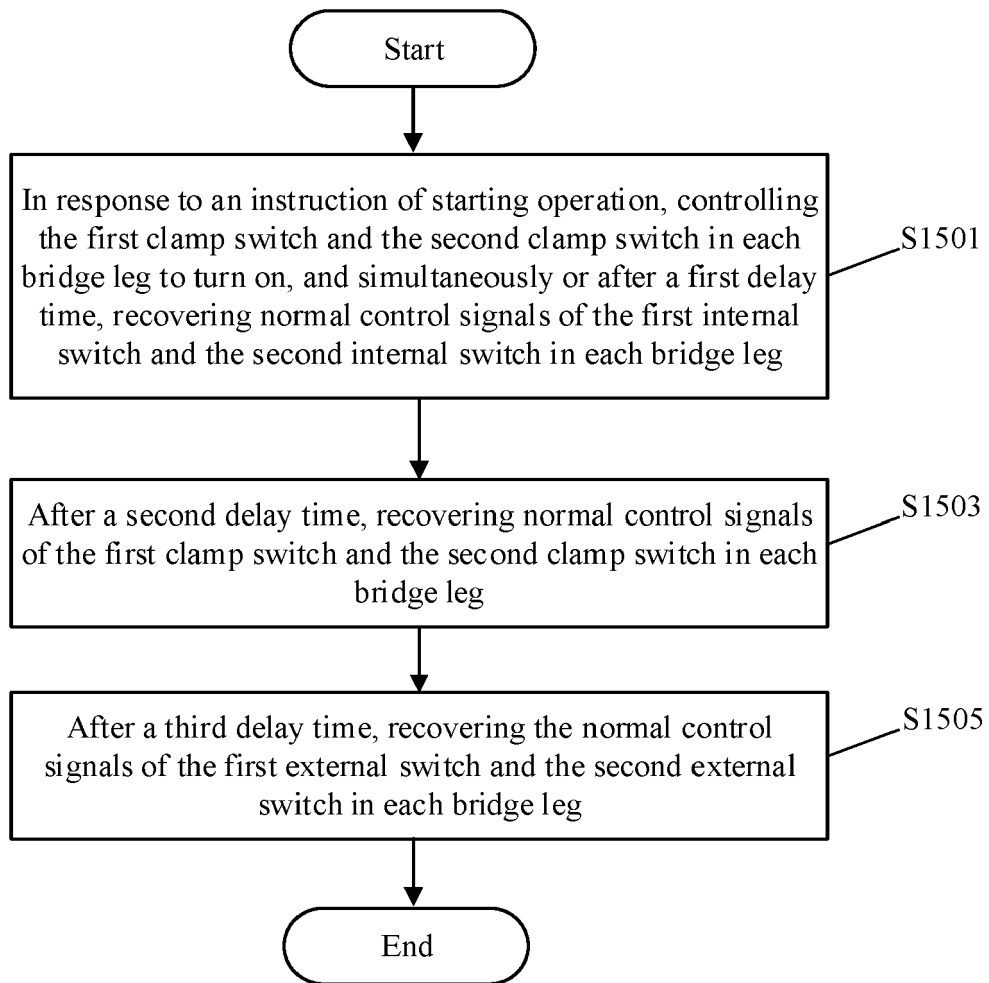 Start
In response to an instruction of starting operation, controlling
the first clamp switch and the second clamp switch in each
bridge leg to turn on, and simultaneously or after a first delay
time, recovering normal control signals of the first internal
switch and the second internal switch in each bridge leg
S1501
After a second delay time, recovering normal control signals
of the first clamp switch and the second clamp switch in each
bridge leg
S1503
After a third delay time, recovering the normal control
signals of the first external switch and the second external
switch in each bridge leg
S1505
End